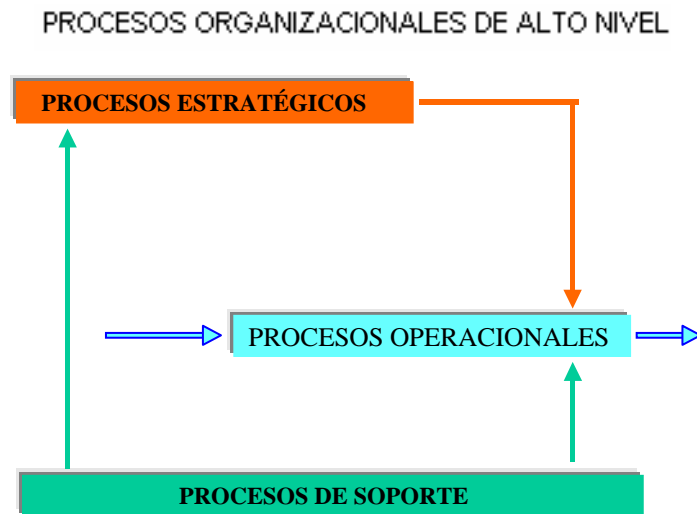 PROCESOS ORGANIZACIONALES DE ALTO NIVEL
PROCESOS ESTRATÉGICOS
PROCESOS OPERACIONALES
PROCESOS DE SOPORTE